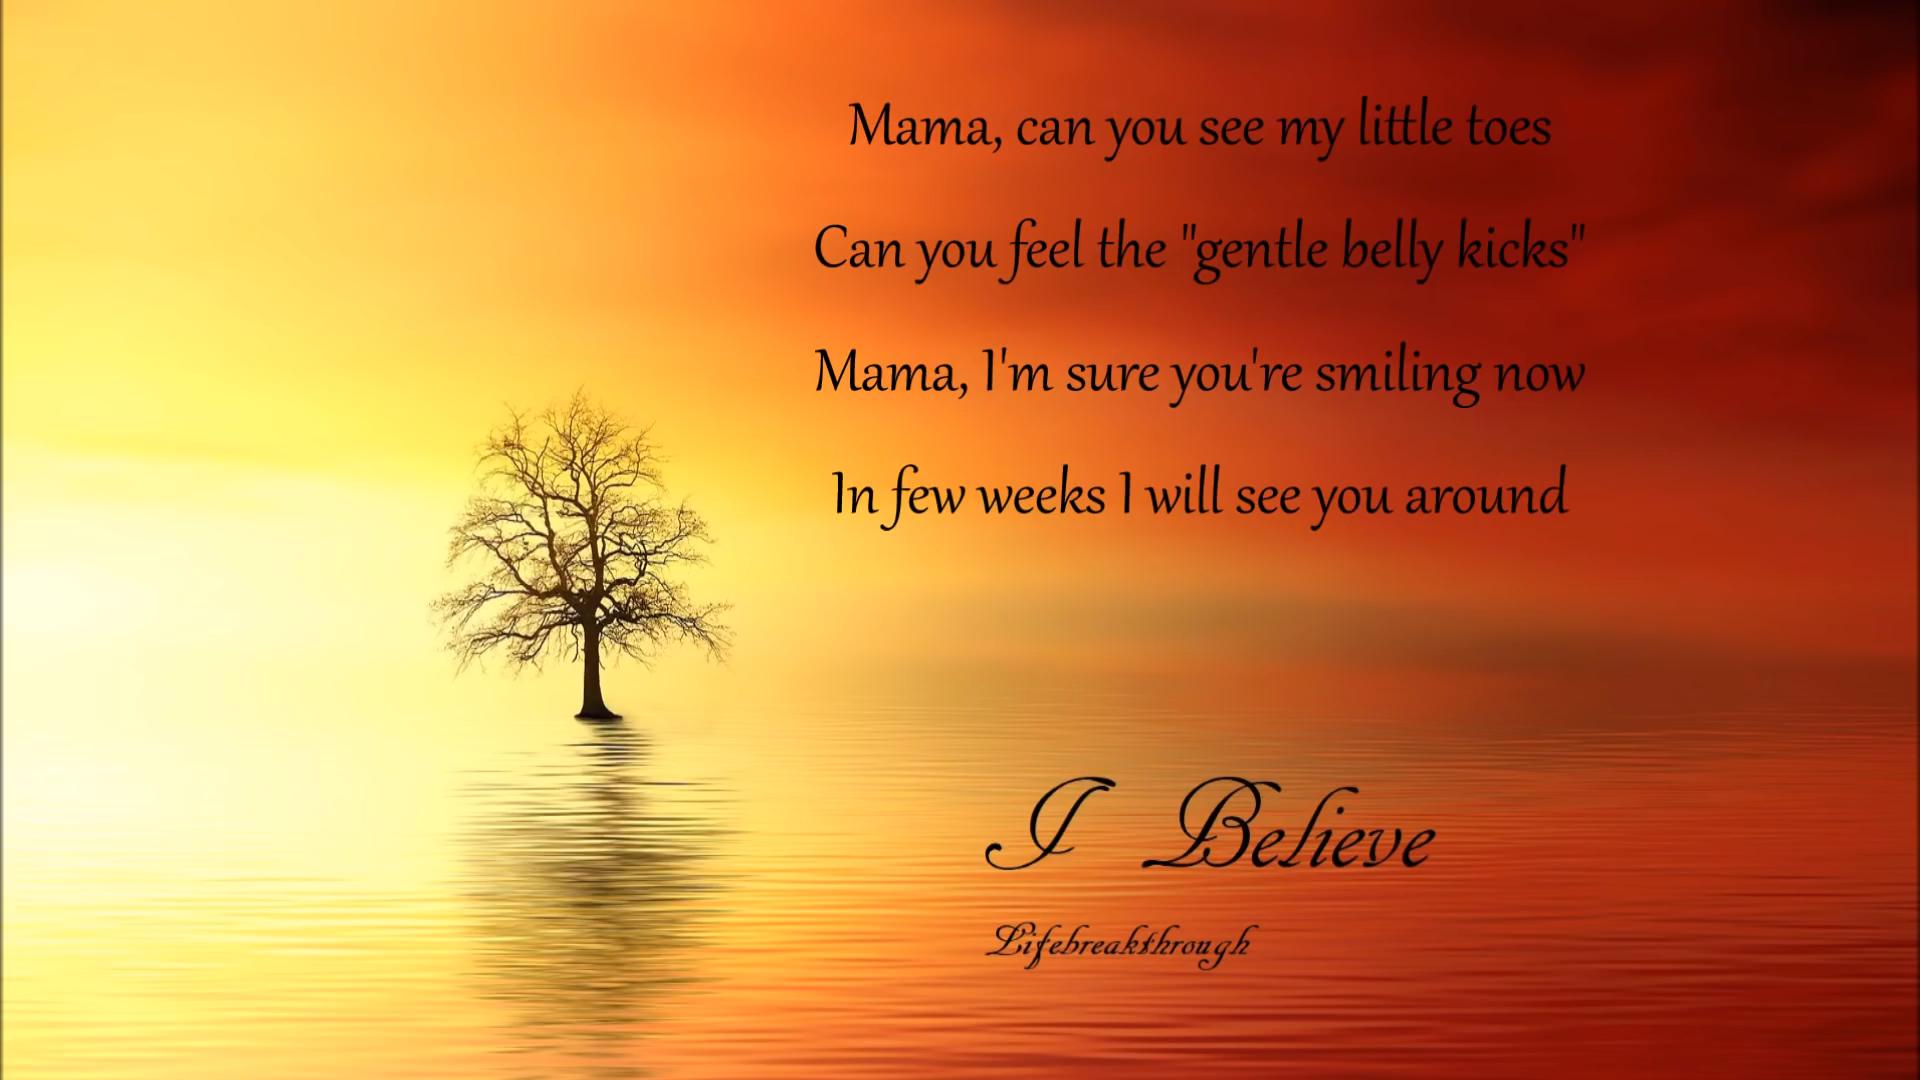 Mama, can you see my little toes
Can you feel the "gentle belly kicks"
Mama, I'm sure you're smiling now
In few weeks I will see you around
I Believe
Lifebreakthrough